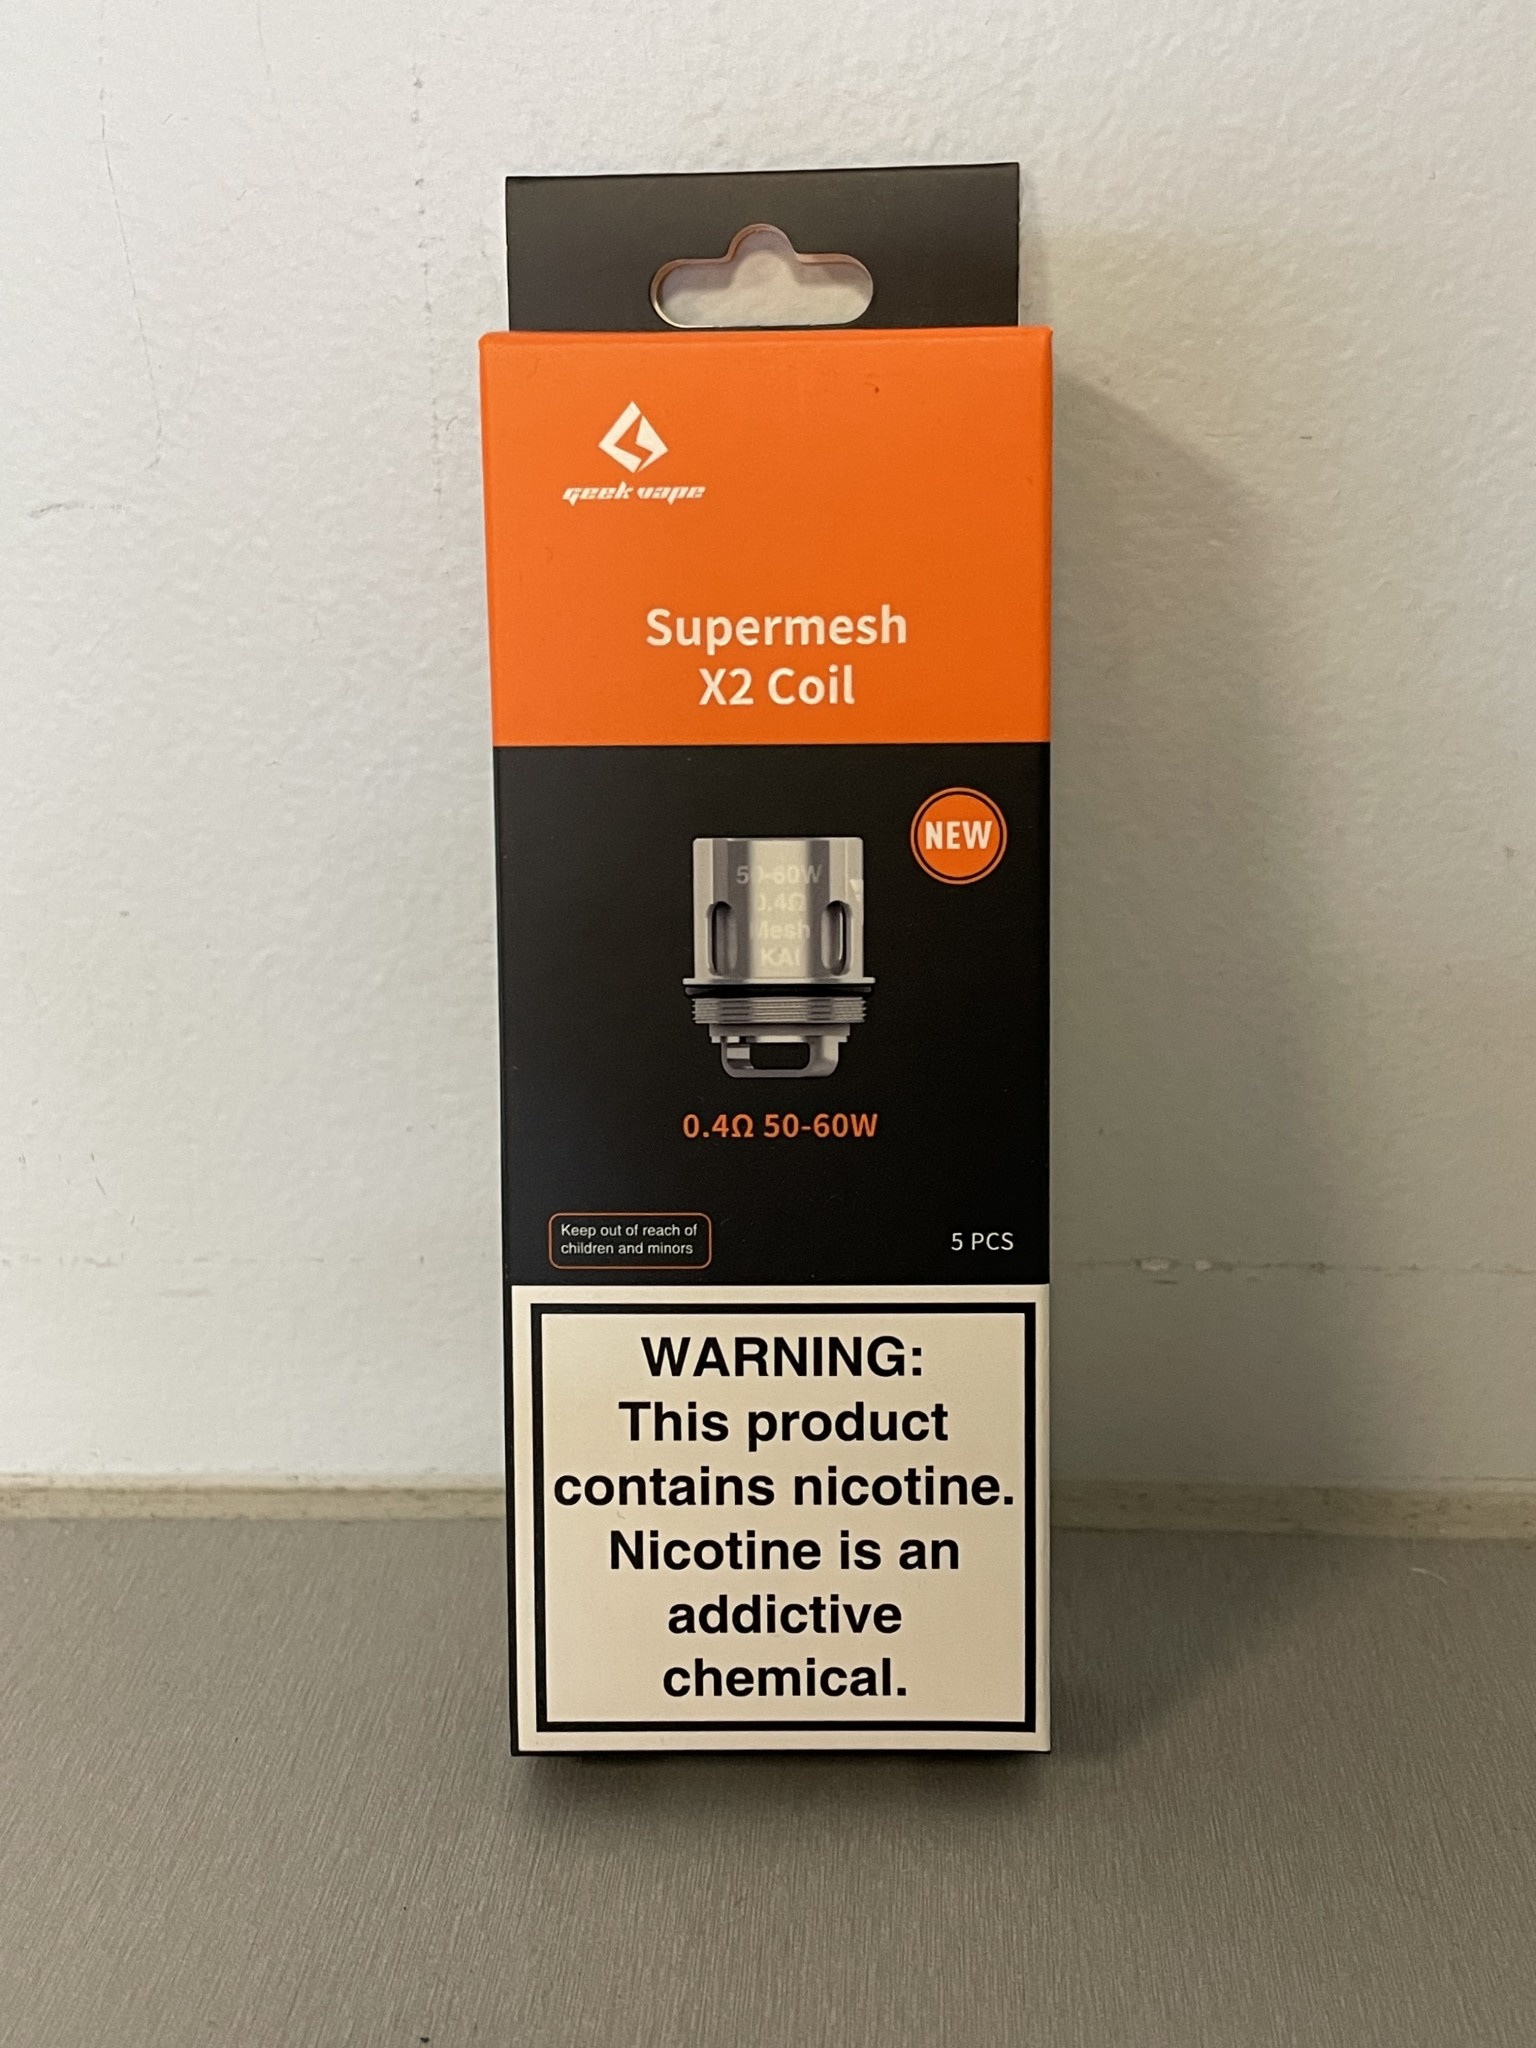 geek vape
Supermesh
X2 Coil
NEW
50-60W
0.4Ω
Mesh
0.4Ω 50-60W
Keep out of reach of
children and minors
5 PCS
WARNING:
This product
contains nicotine.
Nicotine is an
addictive
chemical.